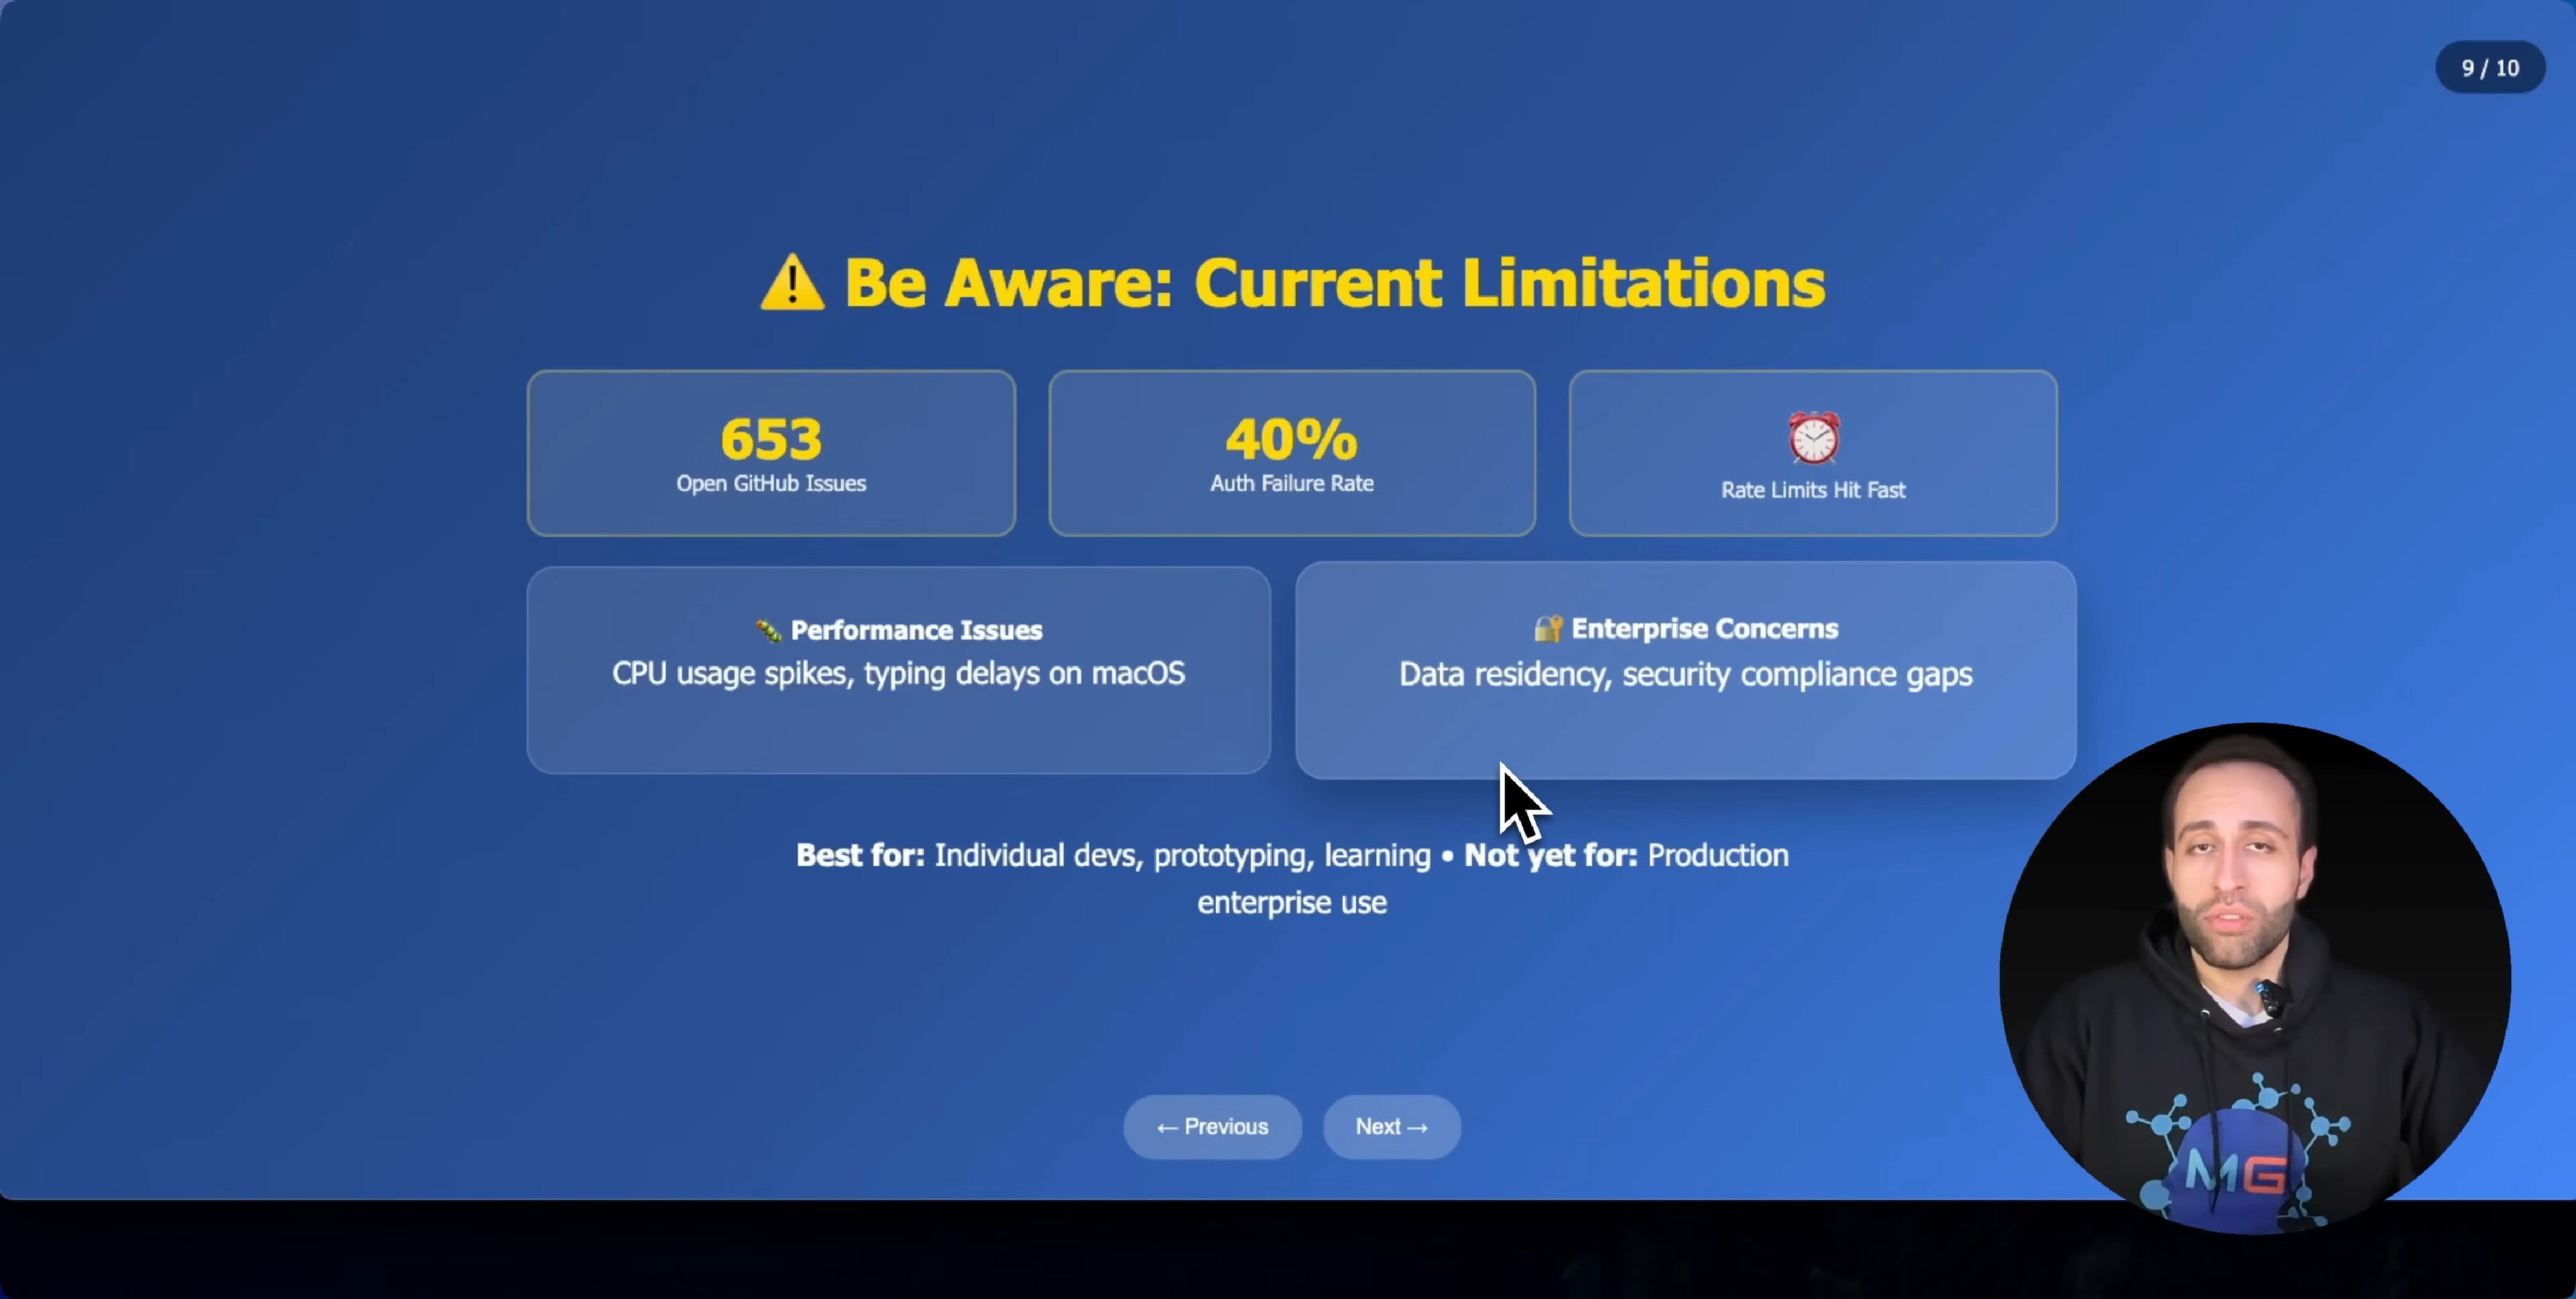 9 / 10
⚠️ Be Aware: Current Limitations
653
Open GitHub Issues
40%
Auth Failure Rate
Rate Limits Hit Fast
🐛 Performance Issues
CPU usage spikes, typing delays on macOS
🔐 Enterprise Concerns
Data residency, security compliance gaps
Best for: Individual devs, prototyping, learning • Not yet for: Production
enterprise use
← Previous
Next →
MG